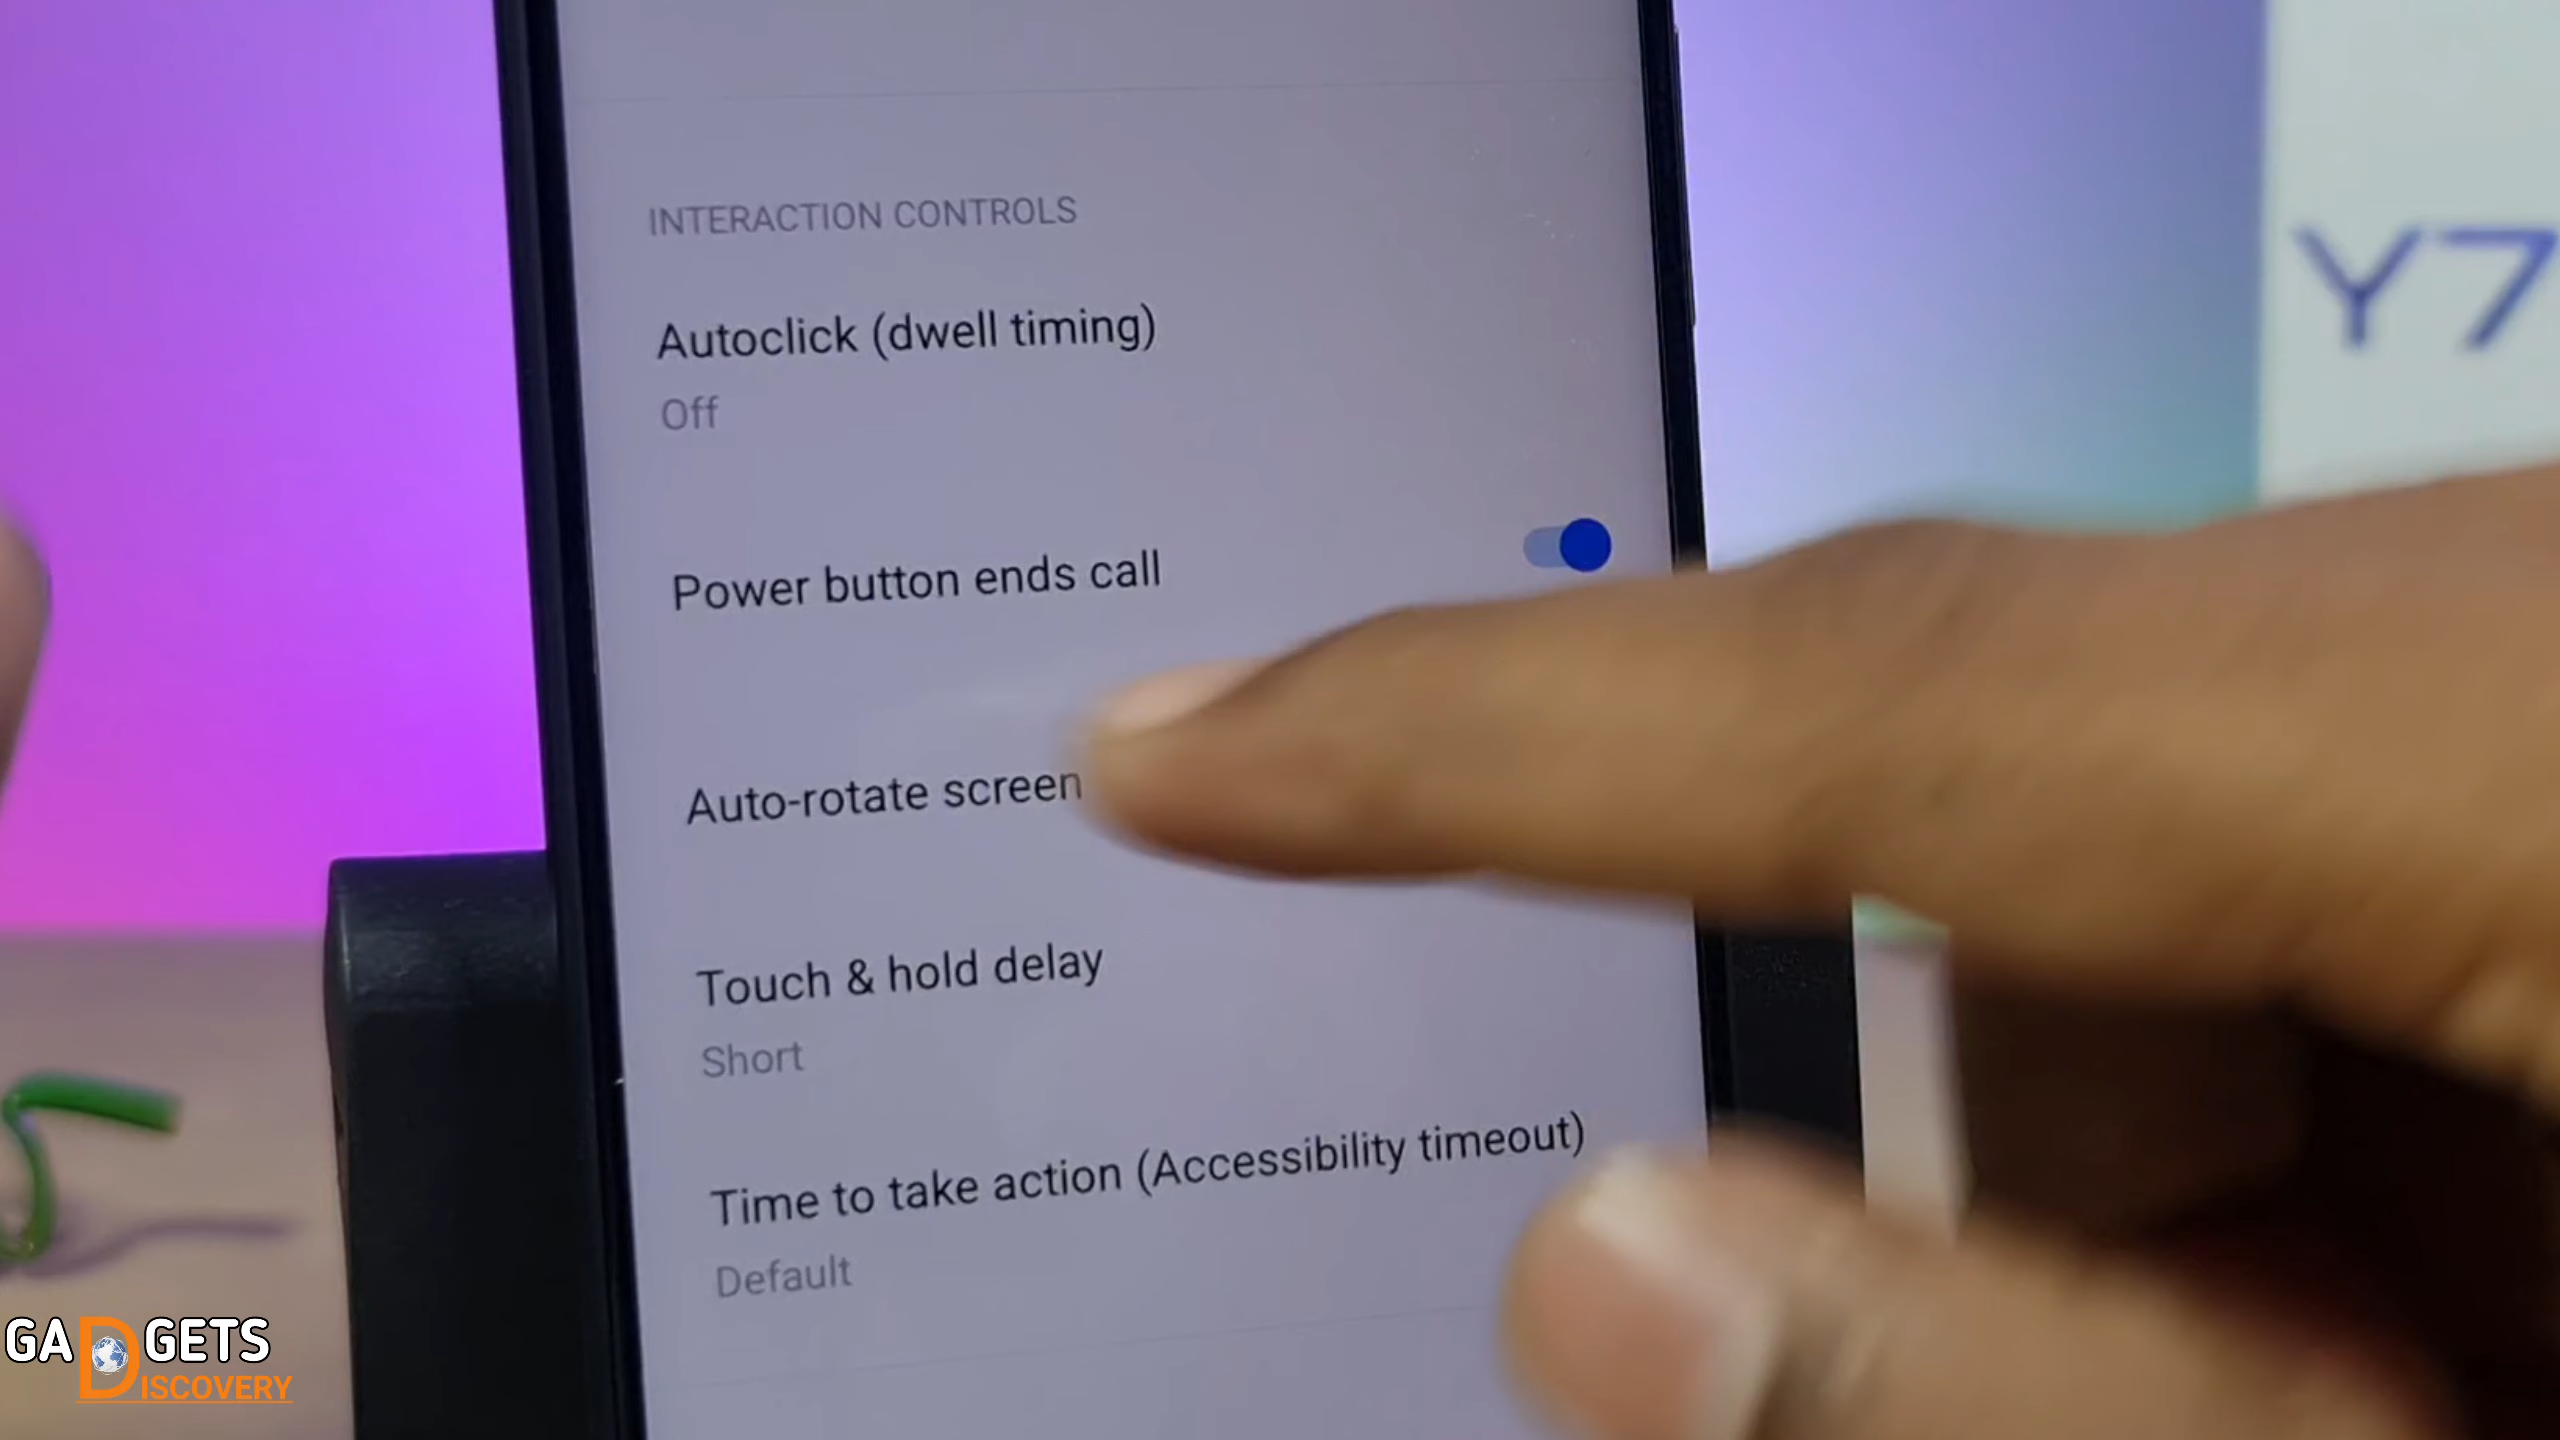 INTERACTION CONTROLS
Autoclick (dwell timing)
Off
Power button ends call
Auto-rotate screen
Touch & hold delay
Short
Time to take action (Accessibility timeout)
Default
Y7
GADGETS
DISCOVERY